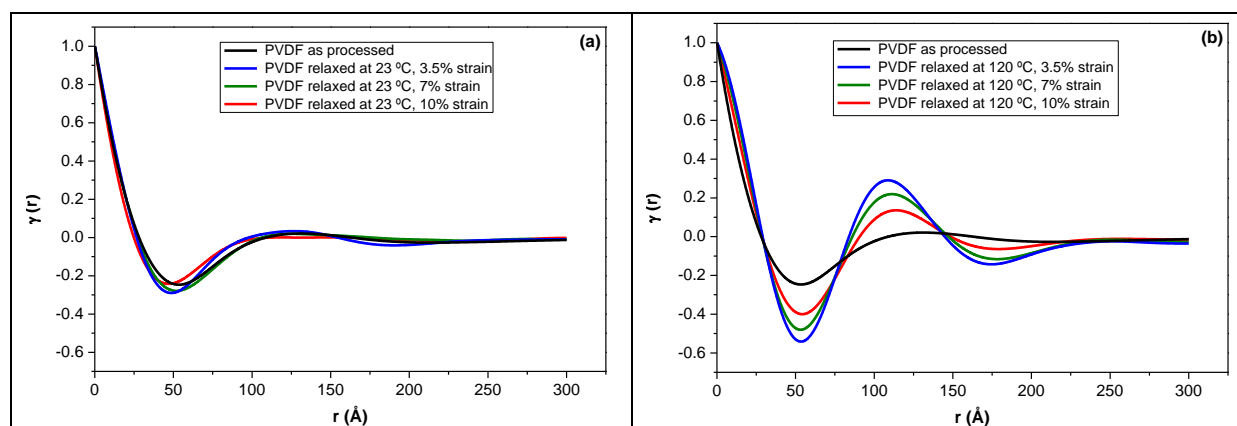 (a)
PVDF as processed
PVDF relaxed at 23 ºC, 3.5% strain
PVDF relaxed at 23 ºC, 7% strain
PVDF relaxed at 23 ºC, 10% strain
1.0
0.8
0.6
0.4
0.2
0.0
-0.2
-0.4
-0.6
γ (r)
0 50 100 150 200 250 300
r (Å)
(b)
PVDF as processed
PVDF relaxed at 120 ºC, 3.5% strain
PVDF relaxed at 120 ºC, 7% strain
PVDF relaxed at 120 ºC, 10% strain
1.0
0.8
0.6
0.4
0.2
0.0
-0.2
-0.4
-0.6
γ (r)
0 50 100 150 200 250 300
r (Å)